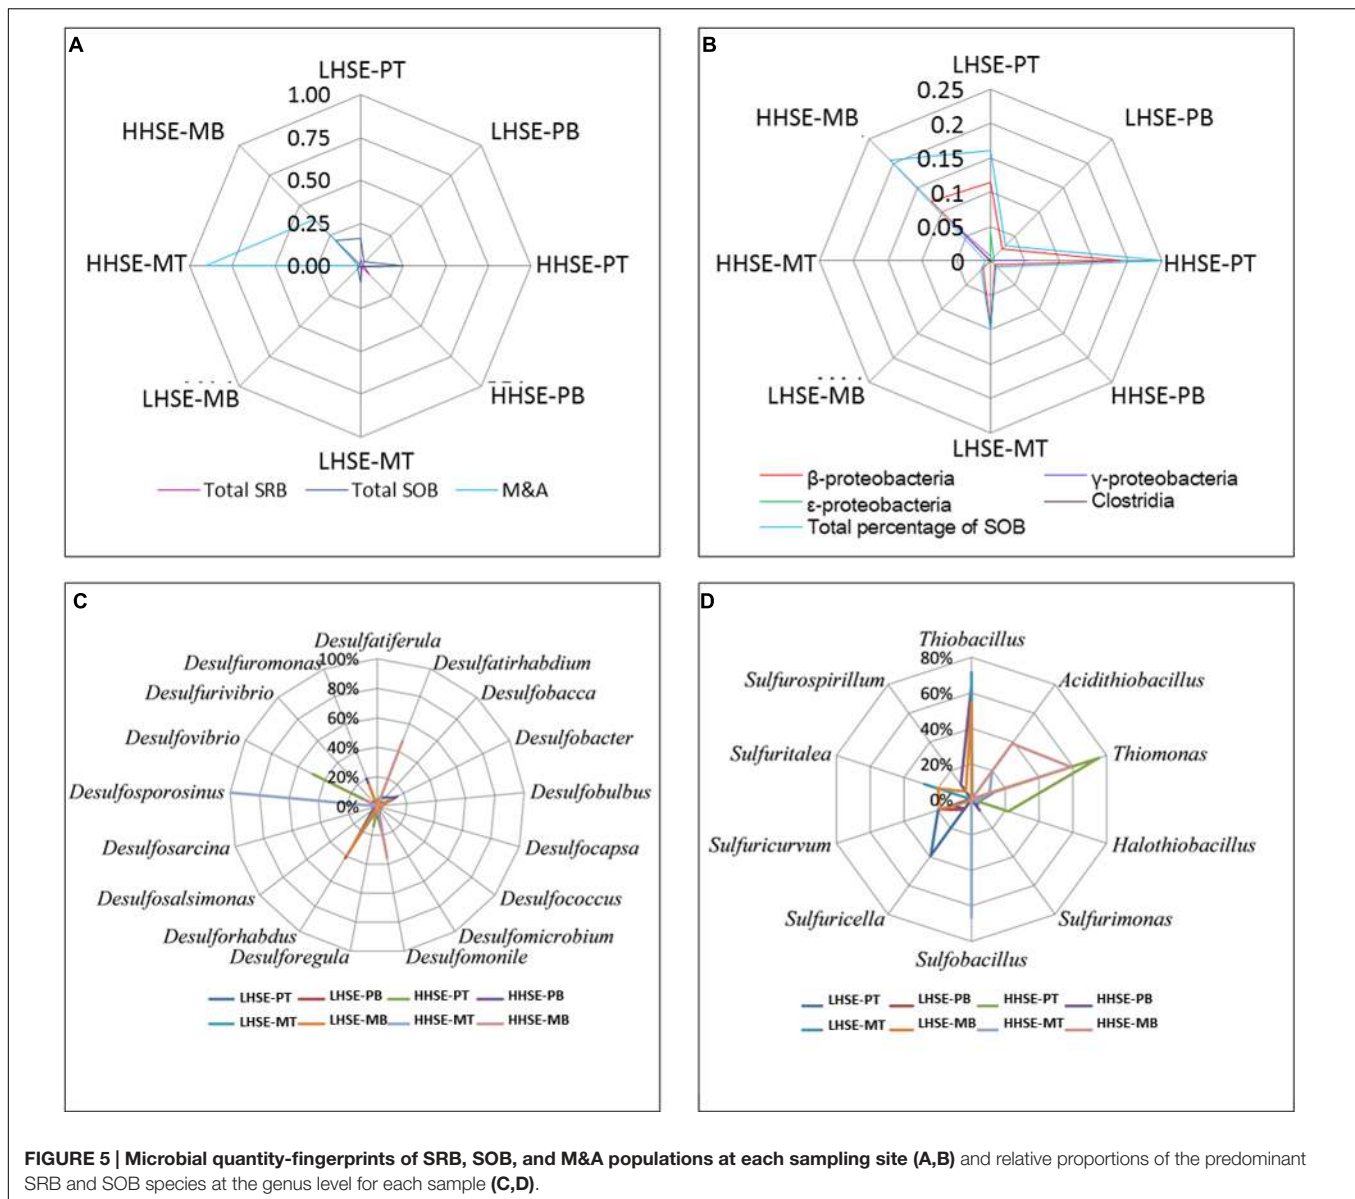 A
LHSE-PT
1.00
0.75
0.50
0.25
0.00
HHSE-MB
LHSE-PB
HHSE-MT
HHSE-PT
LHSE-MB
HHSE-PB
LHSE-MT
Total SRB Total SOB M&A
B
LHSE-PT
0.25
0.2
0.15
0.1
0.05
0
HHSE-MB
LHSE-PB
HHSE-MT
HHSE-PT
LHSE-MB
HHSE-PB
LHSE-MT
β-proteobacteria γ-proteobacteria
ε-proteobacteria Clostridia
Total percentage of SOB
C
Desulfatiferula
100%
80%
60%
40%
20%
0%
Desulfuromonas
Desulfatirhabdium
Desulfurivibrio
Desulfobacca
Desulfovibrio
Desulfobacter
Desulfosporosinus
Desulfobulbus
Desulfosarcina
Desulfocapsa
Desulfosalsimonas
Desulfococcus
Desulforhabdus
Desulfomicrobium
Desulforegula
Desulfomonile
LHSE-PT LHSE-PB HHSE-PT HHSE-PB
LHSE-MT LHSE-MB HHSE-MT HHSE-MB
D
Thiobacillus
80%
60%
40%
20%
0%
Sulfurospirillum
Acidithiobacillus
Sulfuritalea
Thiomonas
Sulfuricurvum
Halothiobacillus
Sulfuricella
Sulfurimonas
Sulfobacillus
LHSE-PT LHSE-PB HHSE-PT HHSE-PB
LHSE-MT LHSE-MB HHSE-MT HHSE-MB
FIGURE 5 | Microbial quantity-fingerprints of SRB, SOB, and M&A populations at each sampling site (A,B) and relative proportions of the predominant
SRB and SOB species at the genus level for each sample (C,D).